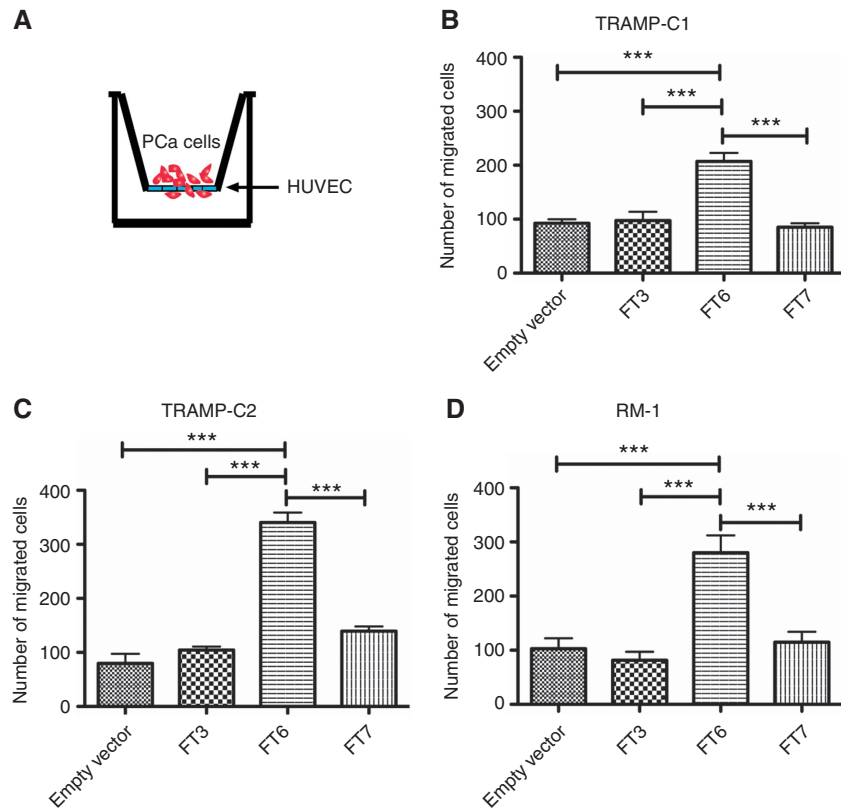 A
PCa cells
HUVEC
B
TRAMP-C1
Number of migrated cells
400
300
200
100
0
***
***
***
Empty vector
FT3
FT6
FT7
C
TRAMP-C2
Number of migrated cells
400
300
200
100
0
***
***
***
Empty vector
FT3
FT6
FT7
D
RM-1
Number of migrated cells
400
300
200
100
0
***
***
***
Empty vector
FT3
FT6
FT7